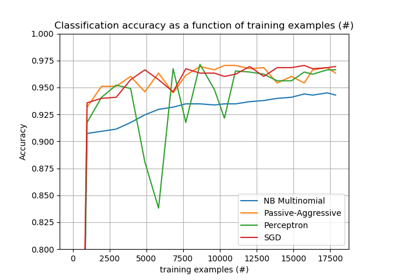 Classification accuracy as a function of training examples (#)
1.000
0.975
0.950
0.925
0.900
0.875
0.850
0.825
0.800
Accuracy
NB Multinomial
Passive-Aggressive
Perceptron
SGD
0 2500 5000 7500 10000 12500 15000 17500
training examples (#)